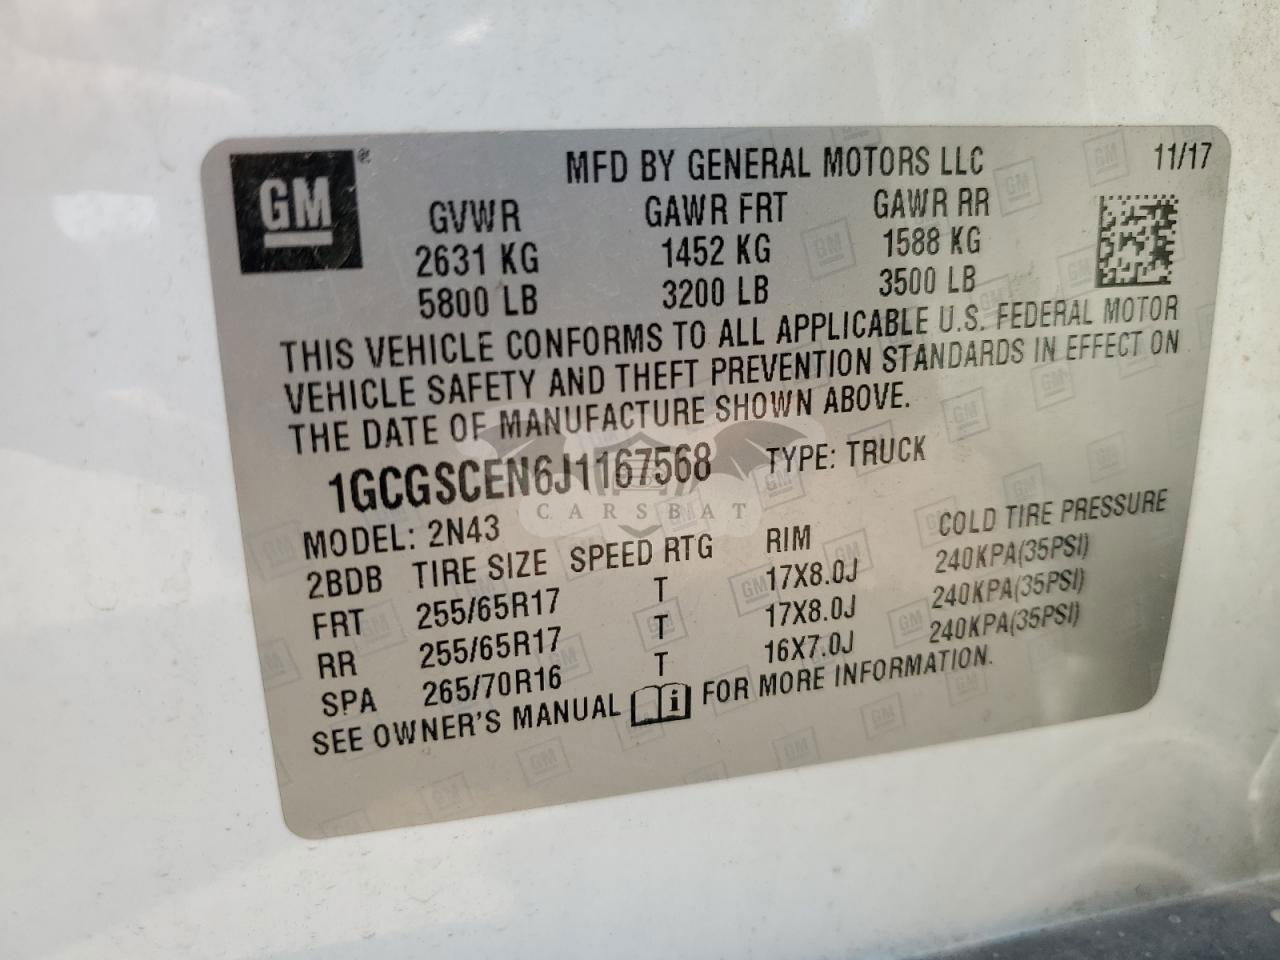 GM ®
MFD BY GENERAL MOTORS LLC 11/17
GVWR GAWR FRT GAWR RR
2631 KG 1452 KG 1588 KG
5800 LB 3200 LB 3500 LB
THIS VEHICLE CONFORMS TO ALL APPLICABLE U.S. FEDERAL MOTOR
VEHICLE SAFETY AND THEFT PREVENTION STANDARDS IN EFFECT ON
THE DATE OF MANUFACTURE SHOWN ABOVE.
1GCGSCEN6J1167568 TYPE: TRUCK
CARSBAT
MODEL: 2N43
2BDB TIRE SIZE SPEED RTG RIM COLD TIRE PRESSURE
FRT 255/65R17 T 17X8.0J 240KPA(35PSI)
RR 255/65R17 T 17X8.0J 240KPA(35PSI)
SPA 265/70R16 T 16X7.0J 240KPA(35PSI)
SEE OWNER'S MANUAL i FOR MORE INFORMATION.